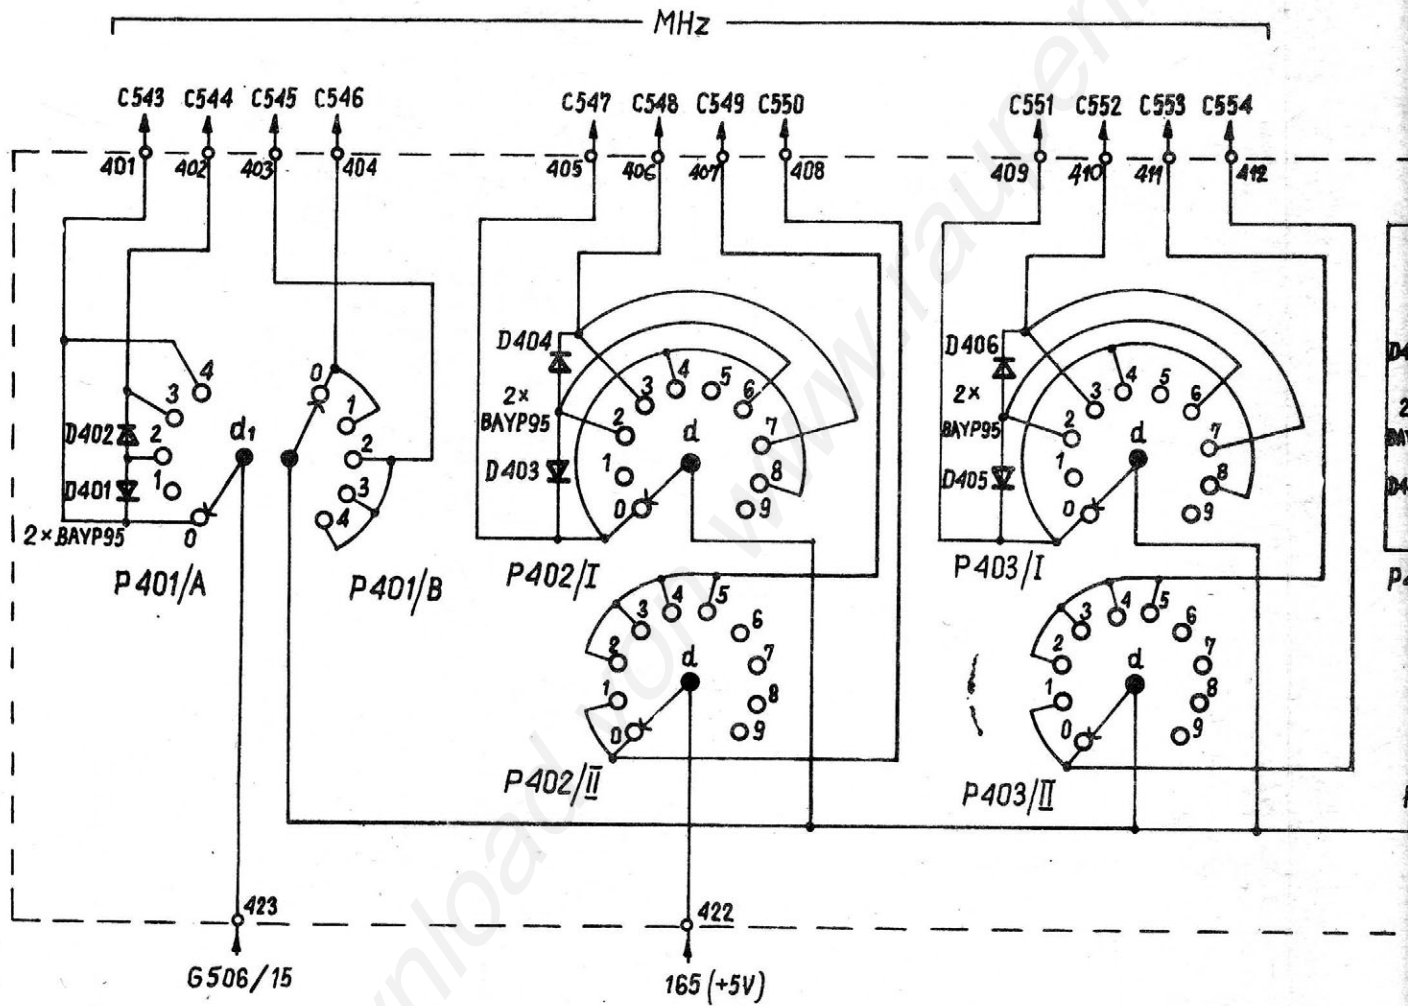 MHz
C543 C544 C545 C546 C547 C548 C549 C550 C551 C552 C553 C554
401 402 403 404 405 406 407 408 409 410 411 412
D402
D401
2×BAYP95
4
3
2
1
0
d1
P401/A
0
1
2
3
4
P401/B
D404
2×
BAYP95
D403
0
1
2
3
4
5
6
7
8
9
d
P402/I
0
1
2
3
4
5
6
7
8
9
d
P402/II
D406
2×
BAYP95
D405
0
1
2
3
4
5
6
7
8
9
d
P403/I
0
1
2
3
4
5
6
7
8
9
d
P403/II
423
G506/15
422
165 (+5V)